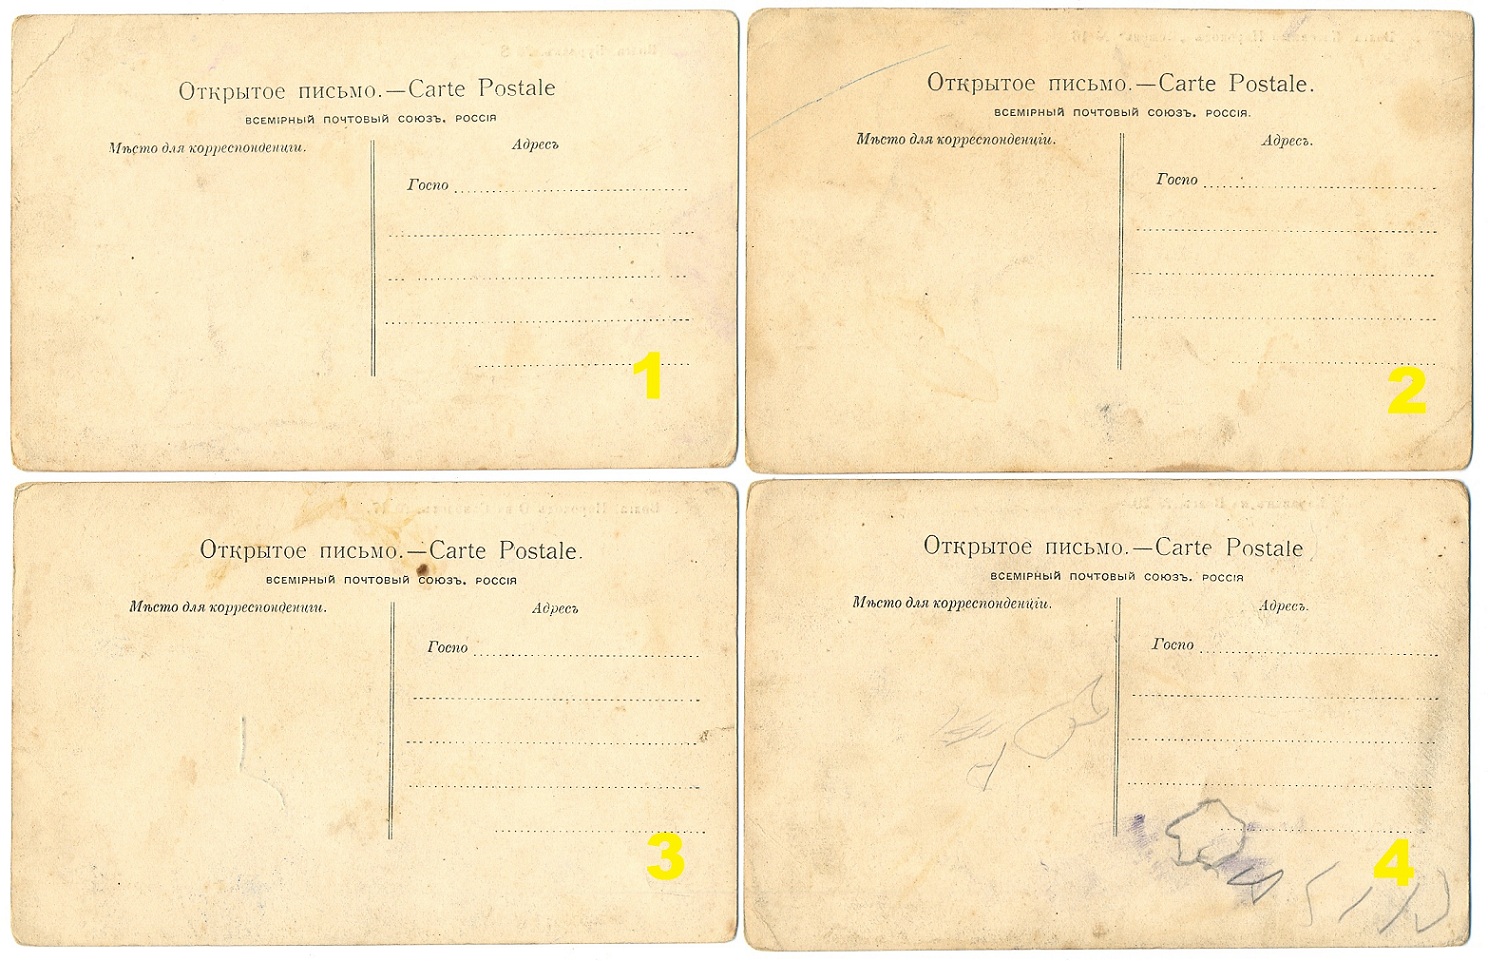 Открытое письмо.—Carte Postale
ВСЕМІРНЫЙ ПОЧТОВЫЙ СОЮЗЪ. РОССІЯ
Мѣсто для корреспонденціи.
Адресъ
Госпо
1
Открытое письмо.—Carte Postale.
ВСЕМІРНЫЙ ПОЧТОВЫЙ СОЮЗЪ. РОССІЯ.
Мѣсто для корреспонденціи.
Адресъ.
Госпо
2
Открытое письмо.—Carte Postale.
ВСЕМІРНЫЙ ПОЧТОВЫЙ СОЮЗЪ. РОССІЯ
Мѣсто для корреспонденціи.
Адресъ
Госпо
3
Открытое письмо.—Carte Postale
ВСЕМІРНЫЙ ПОЧТОВЫЙ СОЮЗЪ. РОССІЯ
Мѣсто для корреспонденціи.
Адресъ.
Госпо
4